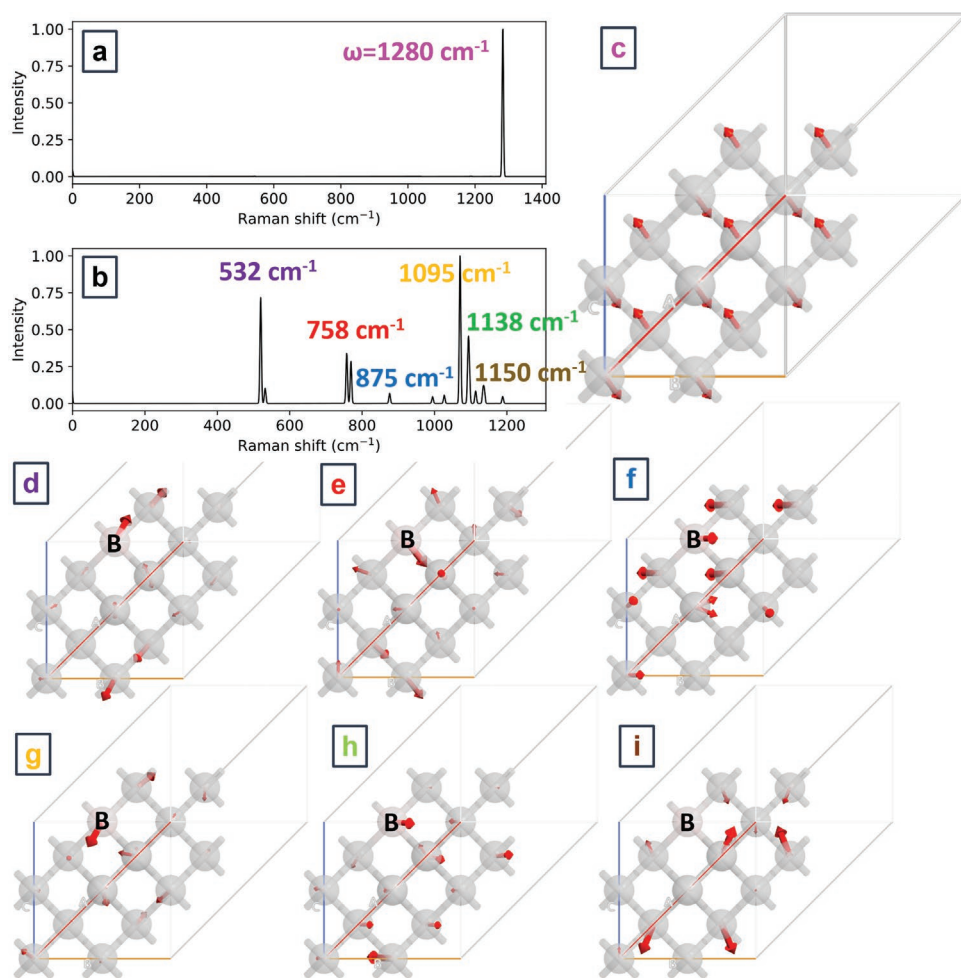 a
ω=1280 cm⁻¹
1.00
0.75
0.50
0.25
0.00
Intensity
0 200 400 600 800 1000 1200 1400
Raman shift (cm⁻¹)
c
C
A
B
b
532 cm⁻¹
1095 cm⁻¹
758 cm⁻¹
1138 cm⁻¹
875 cm⁻¹
1150 cm⁻¹
1.00
0.75
0.50
0.25
0.00
Intensity
0 200 400 600 800 1000 1200
Raman shift (cm⁻¹)
d
B
C
A
e
B
C
A
f
B
C
A
g
B
C
A
h
B
C
A
i
B
C
A